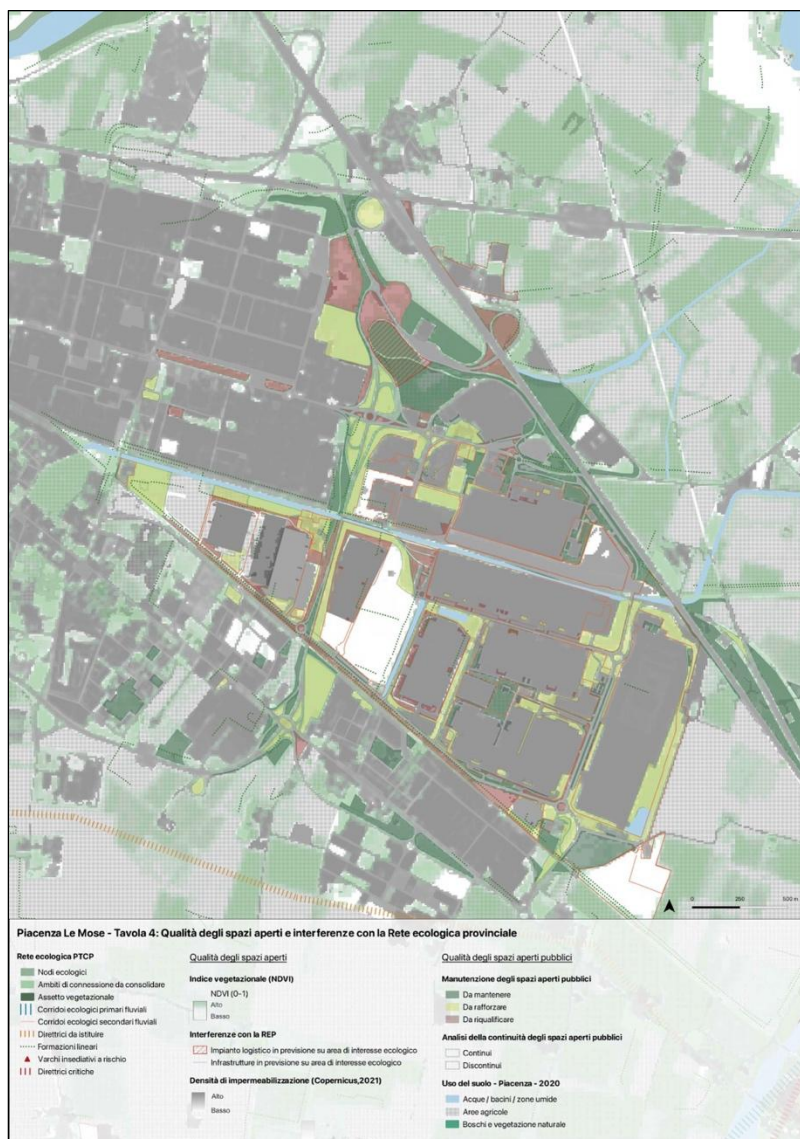 0 250 500 m
Piacenza Le Mose - Tavola 4: Qualità degli spazi aperti e interferenze con la Rete ecologica provinciale
Rete ecologica PTCP
Nodi ecologici
Ambiti di connessione da consolidare
Assetto vegetazionale
Corridoi ecologici primari fluviali
Corridoi ecologici secondari fluviali
Direttrici da istituire
Formazioni lineari
Varchi insediativi a rischio
Direttrici critiche
Qualità degli spazi aperti
Indice vegetazionale (NDVI)
NDVI (0-1)
Alto
Basso
Interferenze con la REP
Impianto logistico in previsione su area di interesse ecologico
Infrastrutture in previsione su area di interesse ecologico
Densità di impermeabilizzazione (Copernicus,2021)
Alto
Basso
Qualità degli spazi aperti pubblici
Manutenzione degli spazi aperti pubblici
Da mantenere
Da rafforzare
Da riqualificare
Analisi della continuità degli spazi aperti pubblici
Continui
Discontinui
Uso del suolo - Piacenza - 2020
Acque / bacini / zone umide
Aree agricole
Boschi e vegetazione naturale